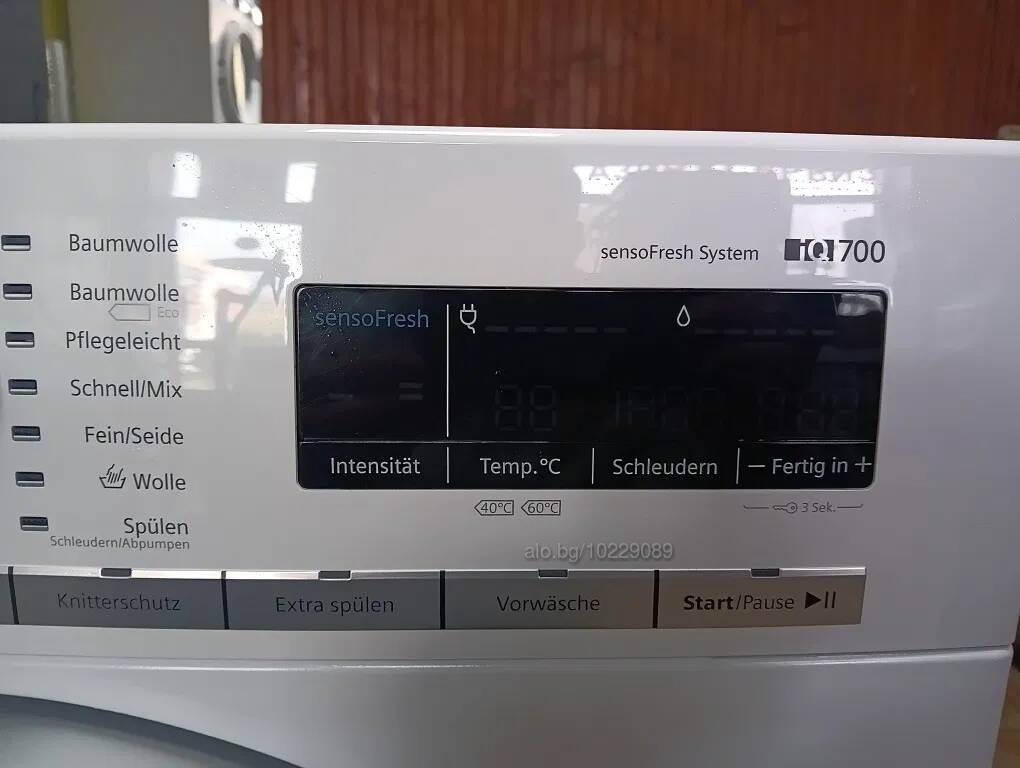 sensoFresh System iQ700
Baumwolle
Baumwolle
Eco
Pflegeleicht
Schnell/Mix
Fein/Seide
Wolle
Spülen
Schleudern/Abpumpen
sensoFresh
Intensität Temp.°C Schleudern – Fertig in +
40°C 60°C 3 Sek.
alo.bg/10229089
Knitterschutz Extra spülen Vorwäsche Start/Pause